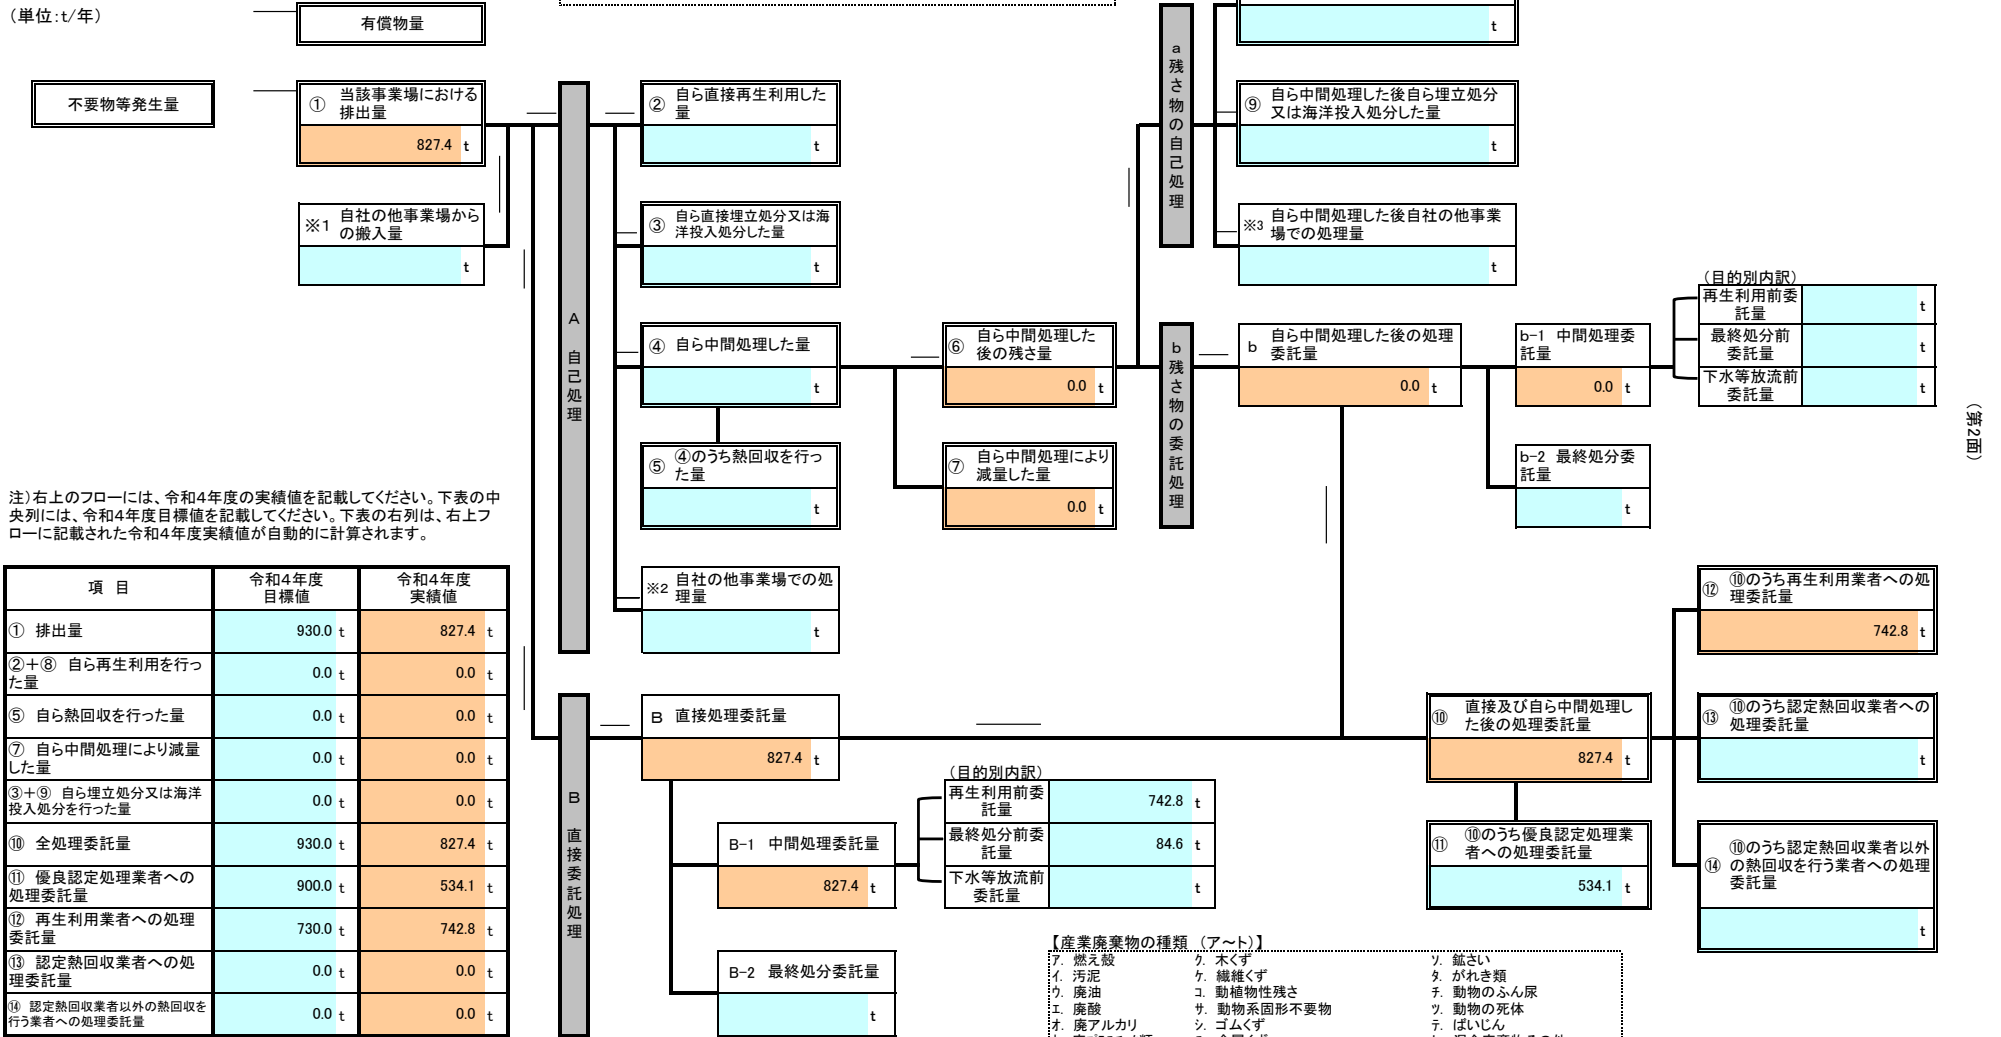 （単位：t/年）
有償物量
t
不要物等発生量
① 当該事業場における
排出量
827.4 t
※1 自社の他事業場から
の搬入量
t
A 自己処理
② 自ら直接再生利用した
量
t
③ 自ら直接埋立処分又は海
洋投入処分した量
t
④ 自ら中間処理した量
t
⑤ ④のうち熱回収を行っ
た量
t
※2 自社の他事業場での処
理量
t
⑥ 自ら中間処理した
後の残さ量
0.0 t
⑦ 自ら中間処理により
減量した量
0.0 t
a 残さ物の自己処理
⑨ 自ら中間処理した後自ら埋立処分
又は海洋投入処分した量
t
※3 自ら中間処理した後自社の他事業
場での処理量
t
b 残さ物の委託処理
b 自ら中間処理した後の処理
委託量
0.0 t
b-1 中間処理委
託量
0.0 t
b-2 最終処分委
託量
t
（目的別内訳）
再生利用前委
託量
t
最終処分前
委託量
t
下水等放流前
委託量
t
（第2面）
注）右上のフローには、令和４年度の実績値を記載してください。下表の中
央列には、令和４年度目標値を記載してください。下表の右列は、右上フ
ローに記載された令和４年度実績値が自動的に計算されます。
項 目 令和４年度 目標値 令和４年度 実績値
① 排出量 930.0 t 827.4 t
②＋⑧ 自ら再生利用を行っ
た量 0.0 t 0.0 t
⑤ 自ら熱回収を行った量 0.0 t 0.0 t
⑦ 自ら中間処理により減量
した量 0.0 t 0.0 t
③＋⑨ 自ら埋立処分又は海洋
投入処分を行った量 0.0 t 0.0 t
⑩ 全処理委託量 930.0 t 827.4 t
⑪ 優良認定処理業者への
処理委託量 900.0 t 534.1 t
⑫ 再生利用業者への処理
委託量 730.0 t 742.8 t
⑬ 認定熱回収業者への処
理委託量 0.0 t 0.0 t
⑭ 認定熱回収業者以外の熱回収を
行う業者への処理委託量 0.0 t 0.0 t
B 直接委託処理
B 直接処理委託量
827.4 t
B-1 中間処理委託量
827.4 t
B-2 最終処分委託量
t
（目的別内訳）
再生利用前委
託量
742.8 t
最終処分前委
託量
84.6 t
下水等放流前
委託量
t
⑩ 直接及び自ら中間処理し
た後の処理委託量
827.4 t
⑪ ⑩のうち優良認定処理業
者への処理委託量
534.1 t
⑫ ⑩のうち再生利用業者への処
理委託量
742.8 t
⑬ ⑩のうち認定熱回収業者への
処理委託量
t
⑭ ⑩のうち認定熱回収業者以外
の熱回収を行う業者への処理
委託量
t
【産業廃棄物の種類 （ア～ト）】
ア. 燃え殻 ク. 木くず ソ. 鉱さい
イ. 汚泥 ケ. 繊維くず タ. がれき類
ウ. 廃油 コ. 動植物性残さ チ. 動物のふん尿
エ. 廃酸 サ. 動物系固形不要物 ツ. 動物の死体
オ. 廃アルカリ シ. ゴムくず テ. ばいじん